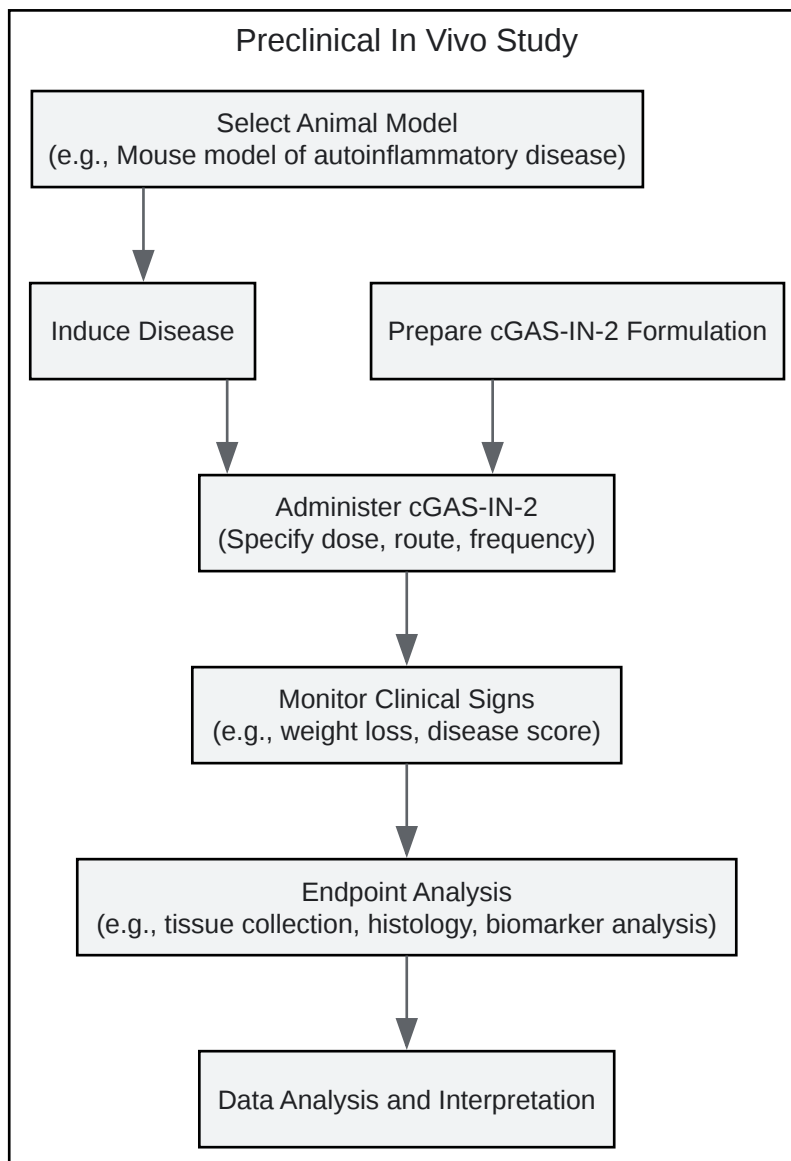 Preclinical In Vivo Study
Select Animal Model
(e.g., Mouse model of autoinflammatory disease)
Induce Disease
Prepare cGAS-IN-2 Formulation
Administer cGAS-IN-2
(Specify dose, route, frequency)
Monitor Clinical Signs
(e.g., weight loss, disease score)
Endpoint Analysis
(e.g., tissue collection, histology, biomarker analysis)
Data Analysis and Interpretation